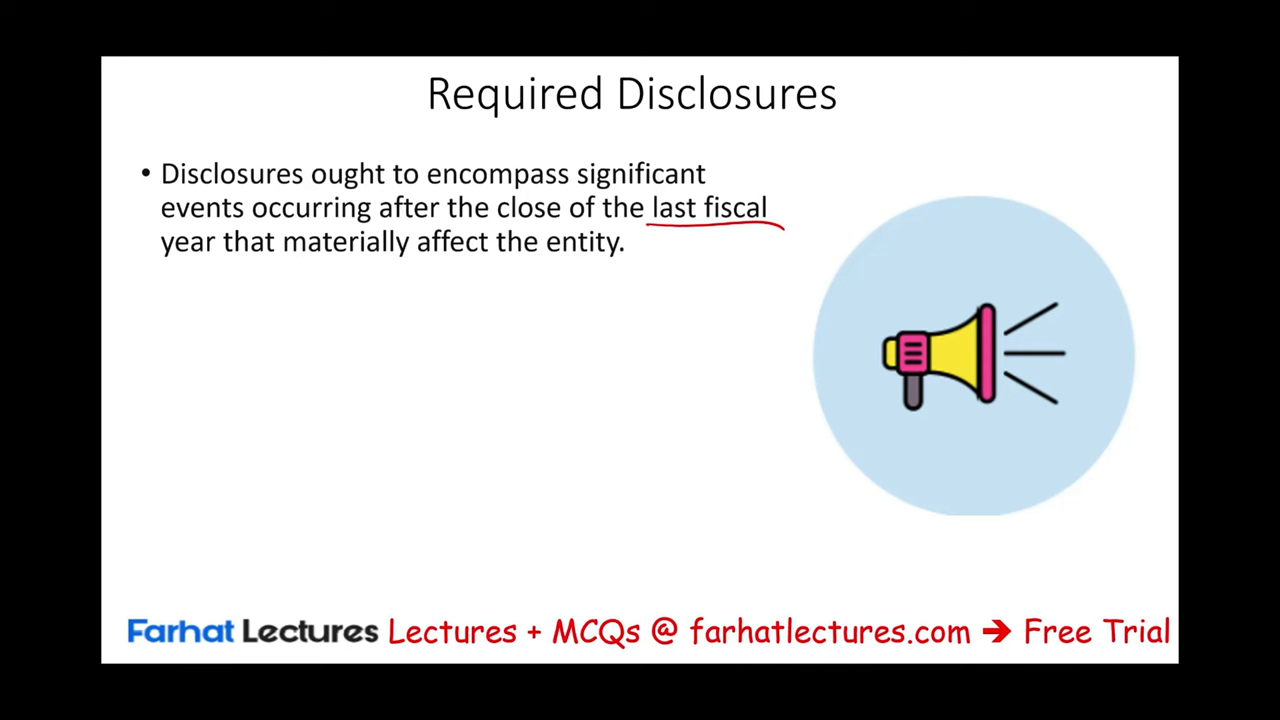 Required Disclosures
• Disclosures ought to encompass significant
events occurring after the close of the last fiscal
year that materially affect the entity.
Farhat Lectures Lectures + MCQs @ farhatlectures.com → Free Trial